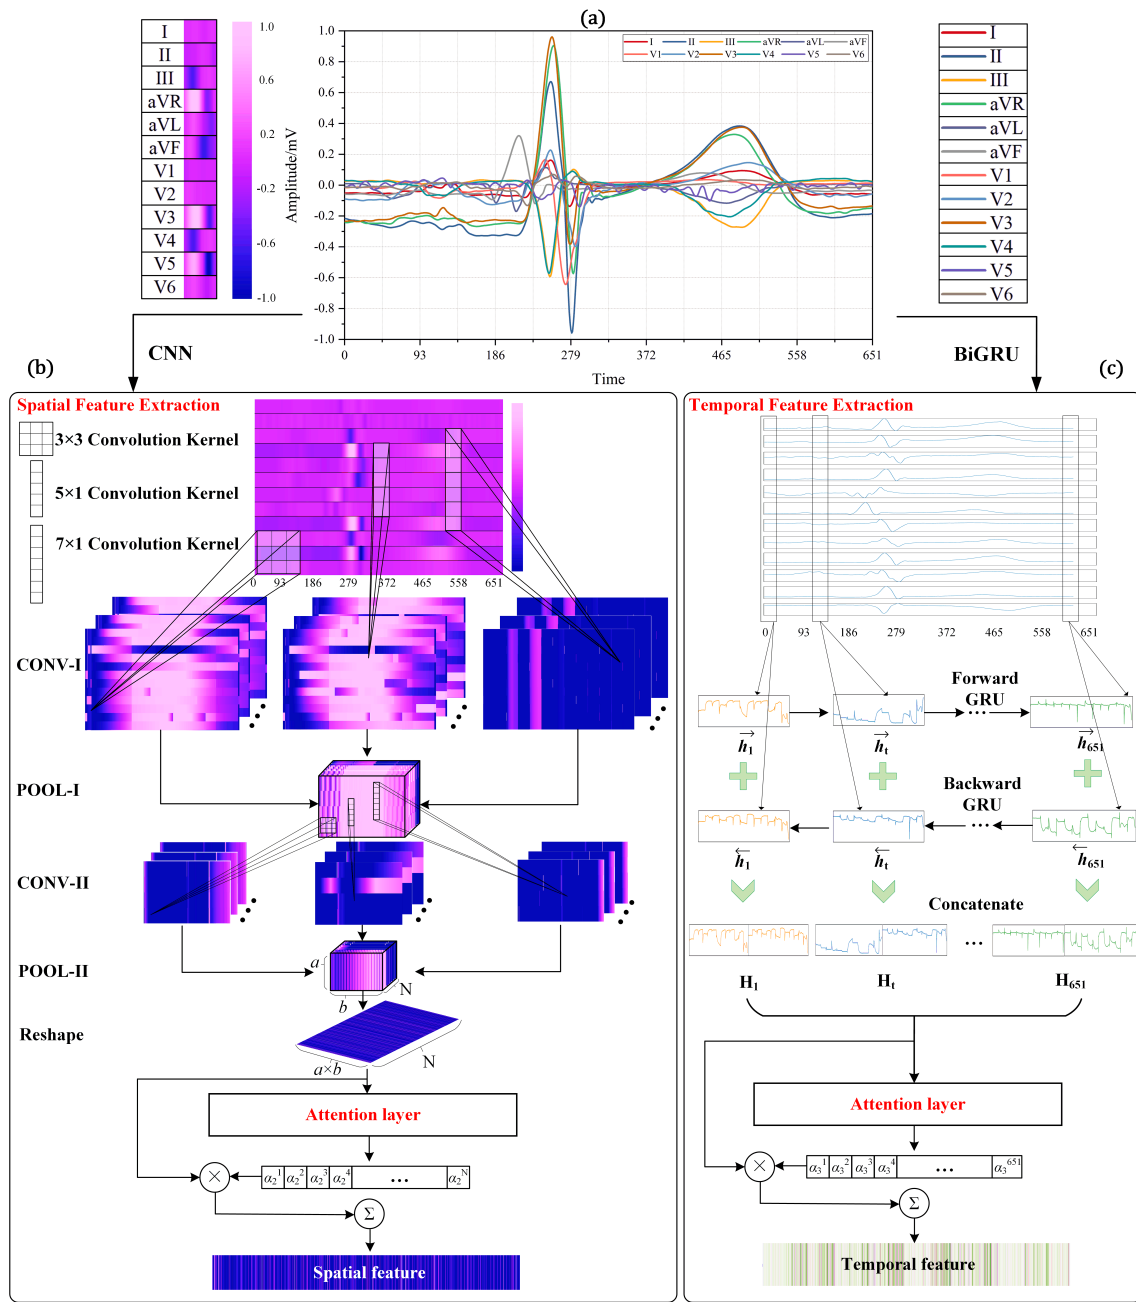 (a)
I
II
III
aVR
aVL
aVF
V1
V2
V3
V4
V5
V6
1.0
0.6
0.2
-0.2
-0.6
-1.0
Amplitude/mV
1.0
0.8
0.6
0.4
0.2
0.0
-0.2
-0.4
-0.6
-0.8
-1.0
I II III aVR aVL aVF
V1 V2 V3 V4 V5 V6
0 93 186 279 372 465 558 651
Time
I
II
III
aVR
aVL
aVF
V1
V2
V3
V4
V5
V6
CNN
BiGRU
(b)
Spatial Feature Extraction
3×3 Convolution Kernel
5×1 Convolution Kernel
7×1 Convolution Kernel
0 93 186 279 372 465 558 651
CONV-I
POOL-I
CONV-II
POOL-II
a
b
N
Reshape
a×b
N
Attention layer
α₂¹ α₂² α₂³ α₂⁴ ... α₂ᴺ
×
Σ
Spatial feature
(c)
Temporal Feature Extraction
0 93 186 279 372 465 558 651
Forward
GRU
...
h₁ hₜ h₆₅₁
Backward
GRU
...
h₁ hₜ h₆₅₁
Concatenate
...
H₁ Hₜ H₆₅₁
Attention layer
α₃¹ α₃² α₃³ α₃⁴ ... α₃⁶⁵¹
×
Σ
Temporal feature